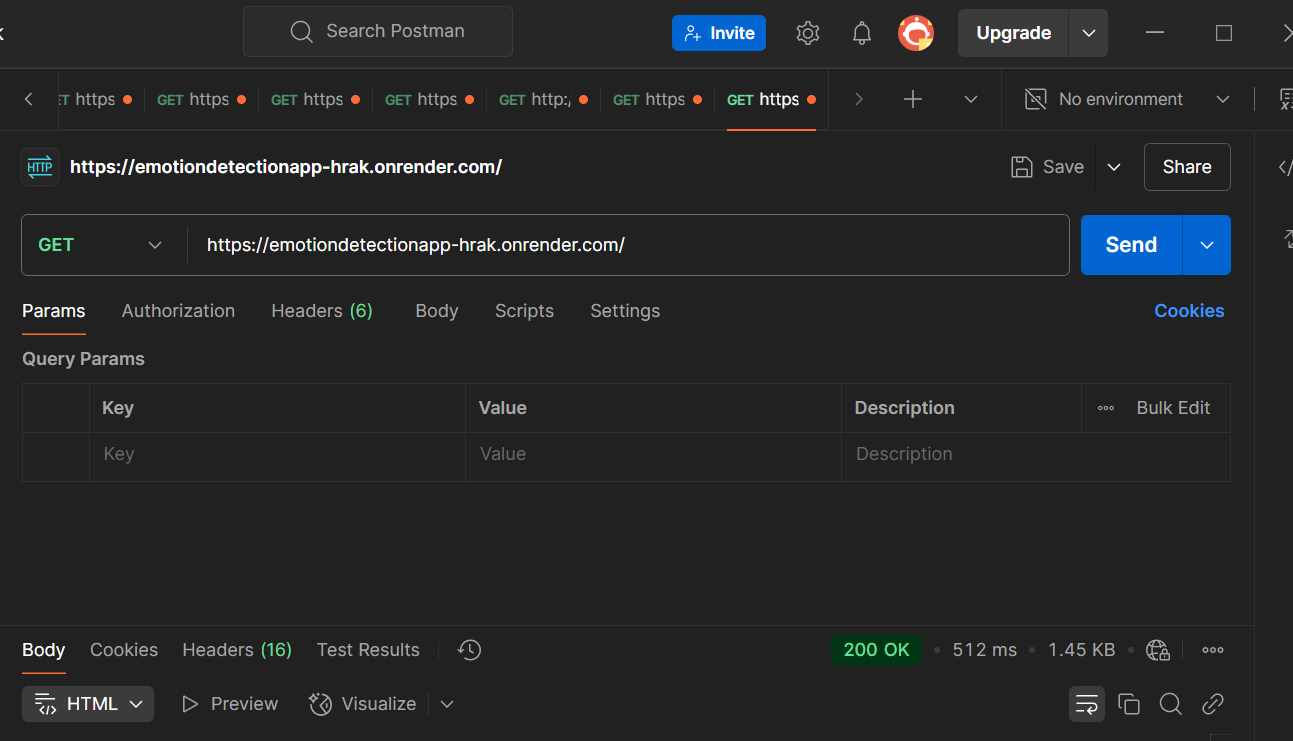 Search Postman
Invite
Upgrade
ET https
GET https
GET https
GET https
GET http:/
GET https
GET https
No environment
HTTP
https://emotiondetectionapp-hrak.onrender.com/
Save
Share
GET
https://emotiondetectionapp-hrak.onrender.com/
Send
Params
Authorization
Headers (6)
Body
Scripts
Settings
Cookies
Query Params
Key
Value
Description
Bulk Edit
Key
Value
Description
Body
Cookies
Headers (16)
Test Results
200 OK
512 ms
1.45 KB
HTML
Preview
Visualize